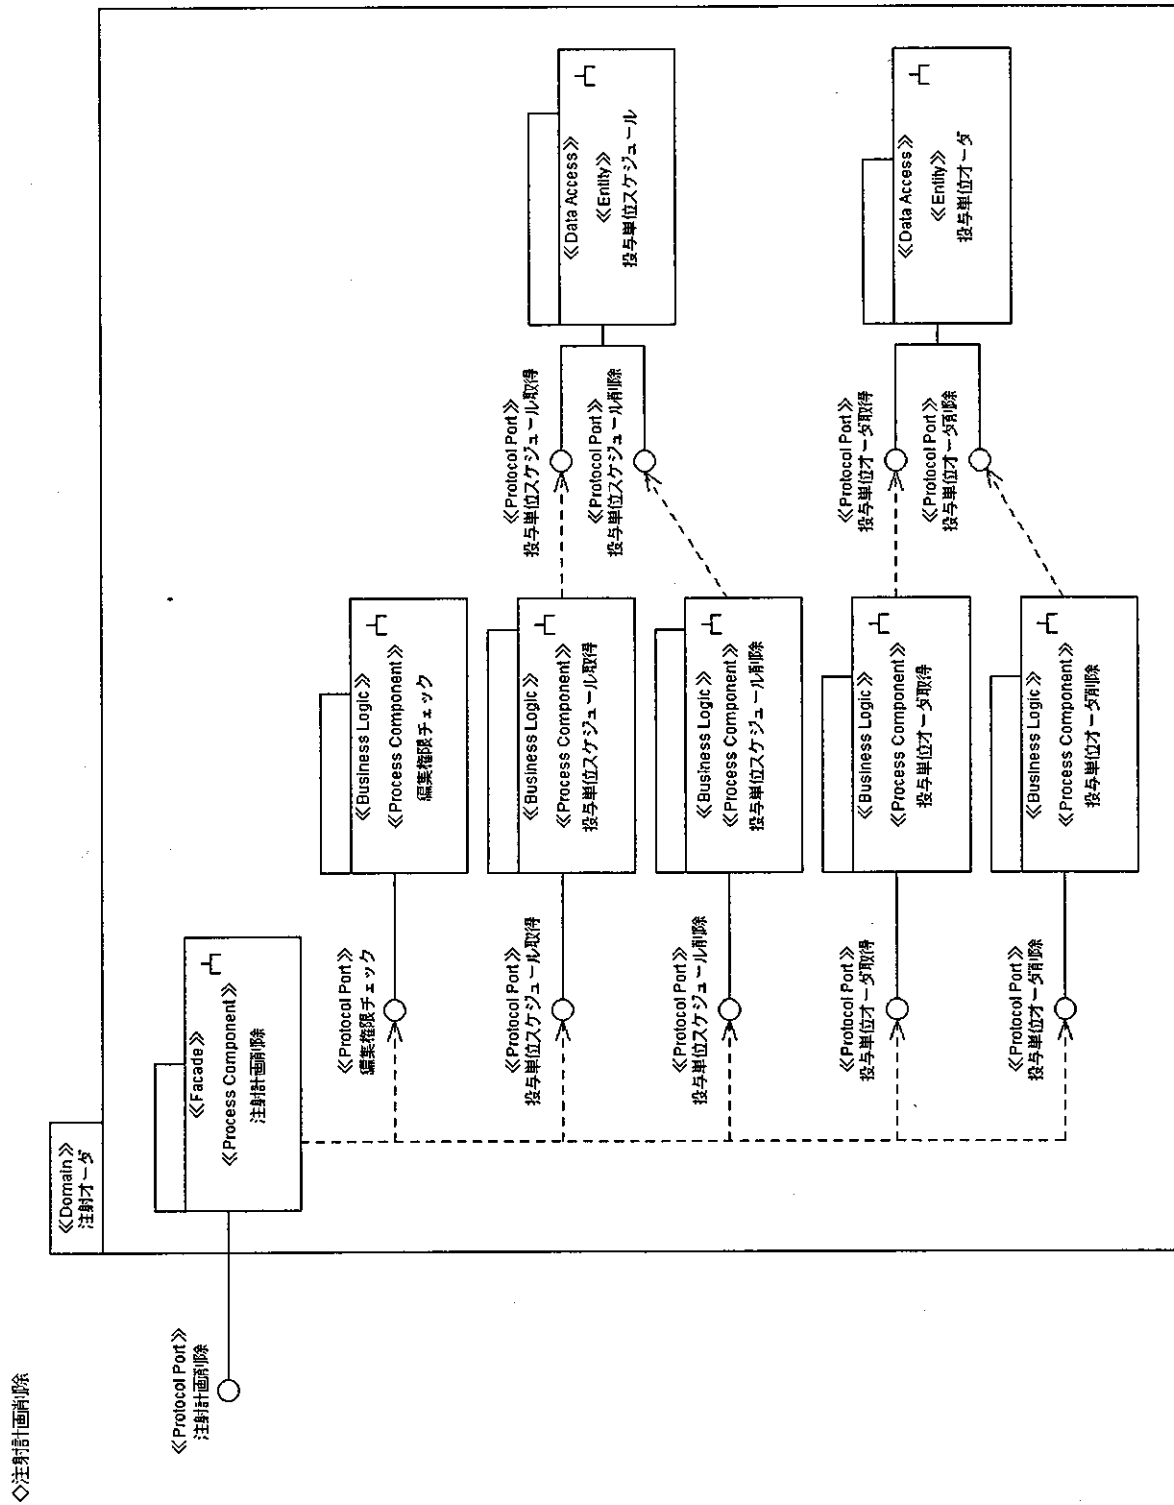 ◇注射計画削除
≪Domain≫
注射オーダ
≪Protocol Port≫
注射計画削除
≪Facade≫
≪Process Component≫
注射計画削除
≪Protocol Port≫
編集権限チェック
≪Business Logic≫
≪Process Component≫
編集権限チェック
≪Protocol Port≫
投与単位スケジュール取得
≪Business Logic≫
≪Process Component≫
投与単位スケジュール取得
≪Protocol Port≫
投与単位スケジュール取得
≪Protocol Port≫
投与単位スケジュール削除
≪Data Access≫
≪Entity≫
投与単位スケジュール
≪Protocol Port≫
投与単位スケジュール削除
≪Business Logic≫
≪Process Component≫
投与単位スケジュール削除
≪Protocol Port≫
投与単位オーダ取得
≪Business Logic≫
≪Process Component≫
投与単位オーダ取得
≪Protocol Port≫
投与単位オーダ取得
≪Protocol Port≫
投与単位オーダ削除
≪Data Access≫
≪Entity≫
投与単位オーダ
≪Protocol Port≫
投与単位オーダ削除
≪Business Logic≫
≪Process Component≫
投与単位オーダ削除